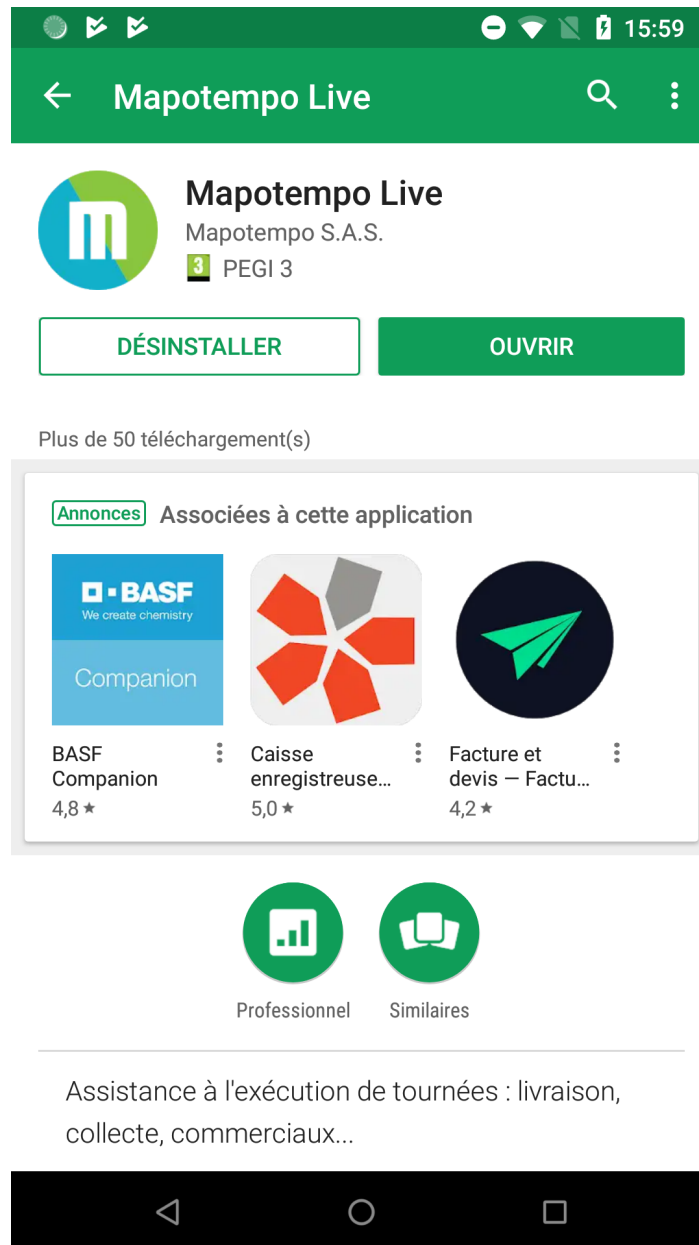 15:59
Mapotempo Live
m
Mapotempo Live
Mapotempo S.A.S.
3 PEGI 3
DÉSINSTALLER
OUVRIR
Plus de 50 téléchargement(s)
Annonces Associées à cette application
BASF
We create chemistry
Companion
BASF
Companion
4,8 ★
Caisse
enregistreuse...
5,0 ★
Facture et
devis — Factu...
4,2 ★
Professionnel
Similaires
Assistance à l'exécution de tournées : livraison,
collecte, commerciaux...